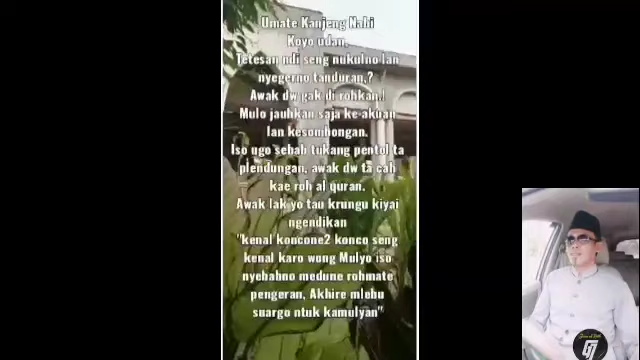 Umate Kanjeng Nabi
Koyo udan,
Tetesan ndi seng nukulno lan
nyegerno tanduran,?
Awak dw gak di rohkan,!
Mulo jauhkan saja ke-akuan
lan kesombongan.
Iso ugo sebab tukang pentol ta
plendungan, awak dw ta cah
kae roh al quran.
Awak lak yo tau krungu kiyai
ngendikan
"kenal koncone2 konco seng
kenal karo wong Mulyo iso
nyebahno medune rohmate
pengeran, Akhire mlebu
suargo ntuk kamulyan"